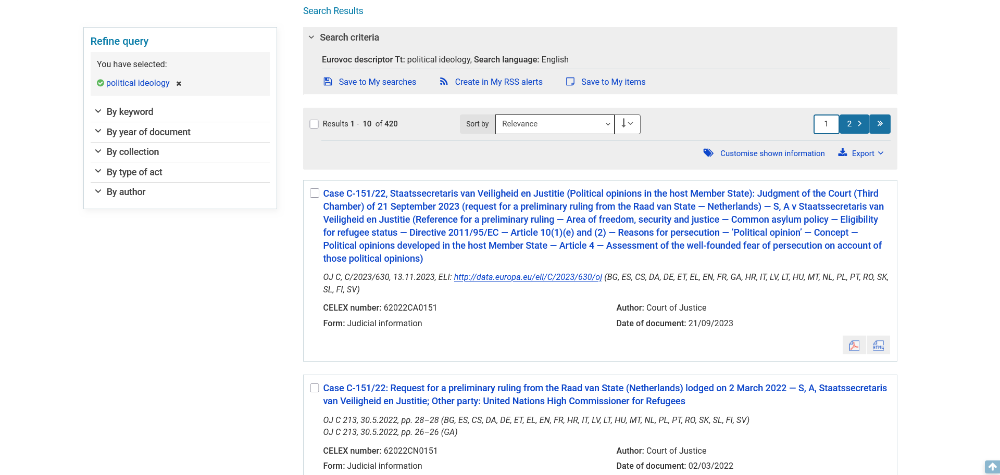 Search Results
Refine query
You have selected:
political ideology
By keyword
By year of document
By collection
By type of act
By author
Search criteria
Eurovoc descriptor Tt: political ideology, Search language: English
Save to My searches
Create in My RSS alerts
Save to My items
Results 1 - 10 of 420
Sort by
Relevance
1
2
Customise shown information
Export
Case C-151/22, Staatssecretaris van Veiligheid en Justitie (Political opinions in the host Member State): Judgment of the Court (Third
Chamber) of 21 September 2023 (request for a preliminary ruling from the Raad van State — Netherlands) — S, A v Staatssecretaris van
Veiligheid en Justitie (Reference for a preliminary ruling — Area of freedom, security and justice — Common asylum policy — Eligibility
for refugee status — Directive 2011/95/EC — Article 10(1)(e) and (2) — Reasons for persecution — ‘Political opinion’ — Concept —
Political opinions developed in the host Member State — Article 4 — Assessment of the well-founded fear of persecution on account of
those political opinions)
OJ C, C/2023/630, 13.11.2023, ELI: http://data.europa.eu/eli/C/2023/630/oj (BG, ES, CS, DA, DE, ET, EL, EN, FR, GA, HR, IT, LV, LT, HU, MT, NL, PL, PT, RO, SK,
SL, FI, SV)
CELEX number: 62022CA0151
Author: Court of Justice
Form: Judicial information
Date of document: 21/09/2023
HTML
Case C-151/22: Request for a preliminary ruling from the Raad van State (Netherlands) lodged on 2 March 2022 — S, A, Staatssecretaris
van Veiligheid en Justitie; Other party: United Nations High Commissioner for Refugees
OJ C 213, 30.5.2022, pp. 28–28 (BG, ES, CS, DA, DE, ET, EL, EN, FR, HR, IT, LV, LT, HU, MT, NL, PL, PT, RO, SK, SL, FI, SV)
OJ C 213, 30.5.2022, pp. 26–26 (GA)
CELEX number: 62022CN0151
Author: Court of Justice
Form: Judicial information
Date of document: 02/03/2022